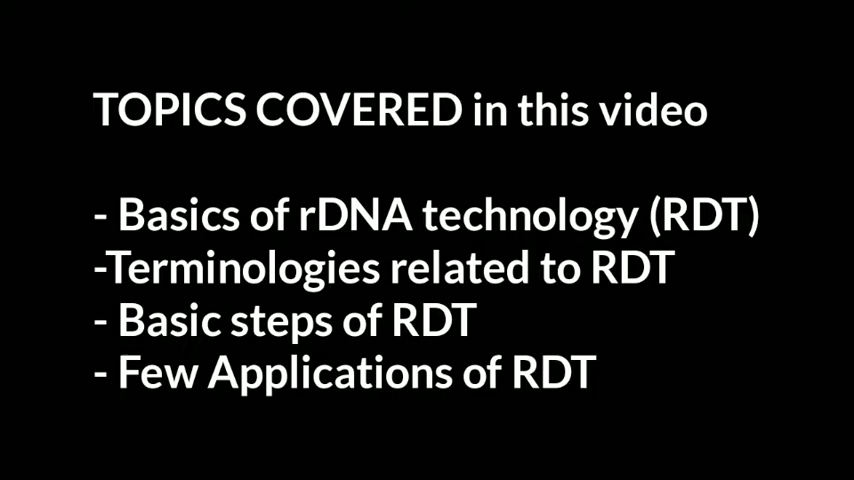 TOPICS COVERED in this video
- Basics of rDNA technology (RDT)
-Terminologies related to RDT
- Basic steps of RDT
- Few Applications of RDT